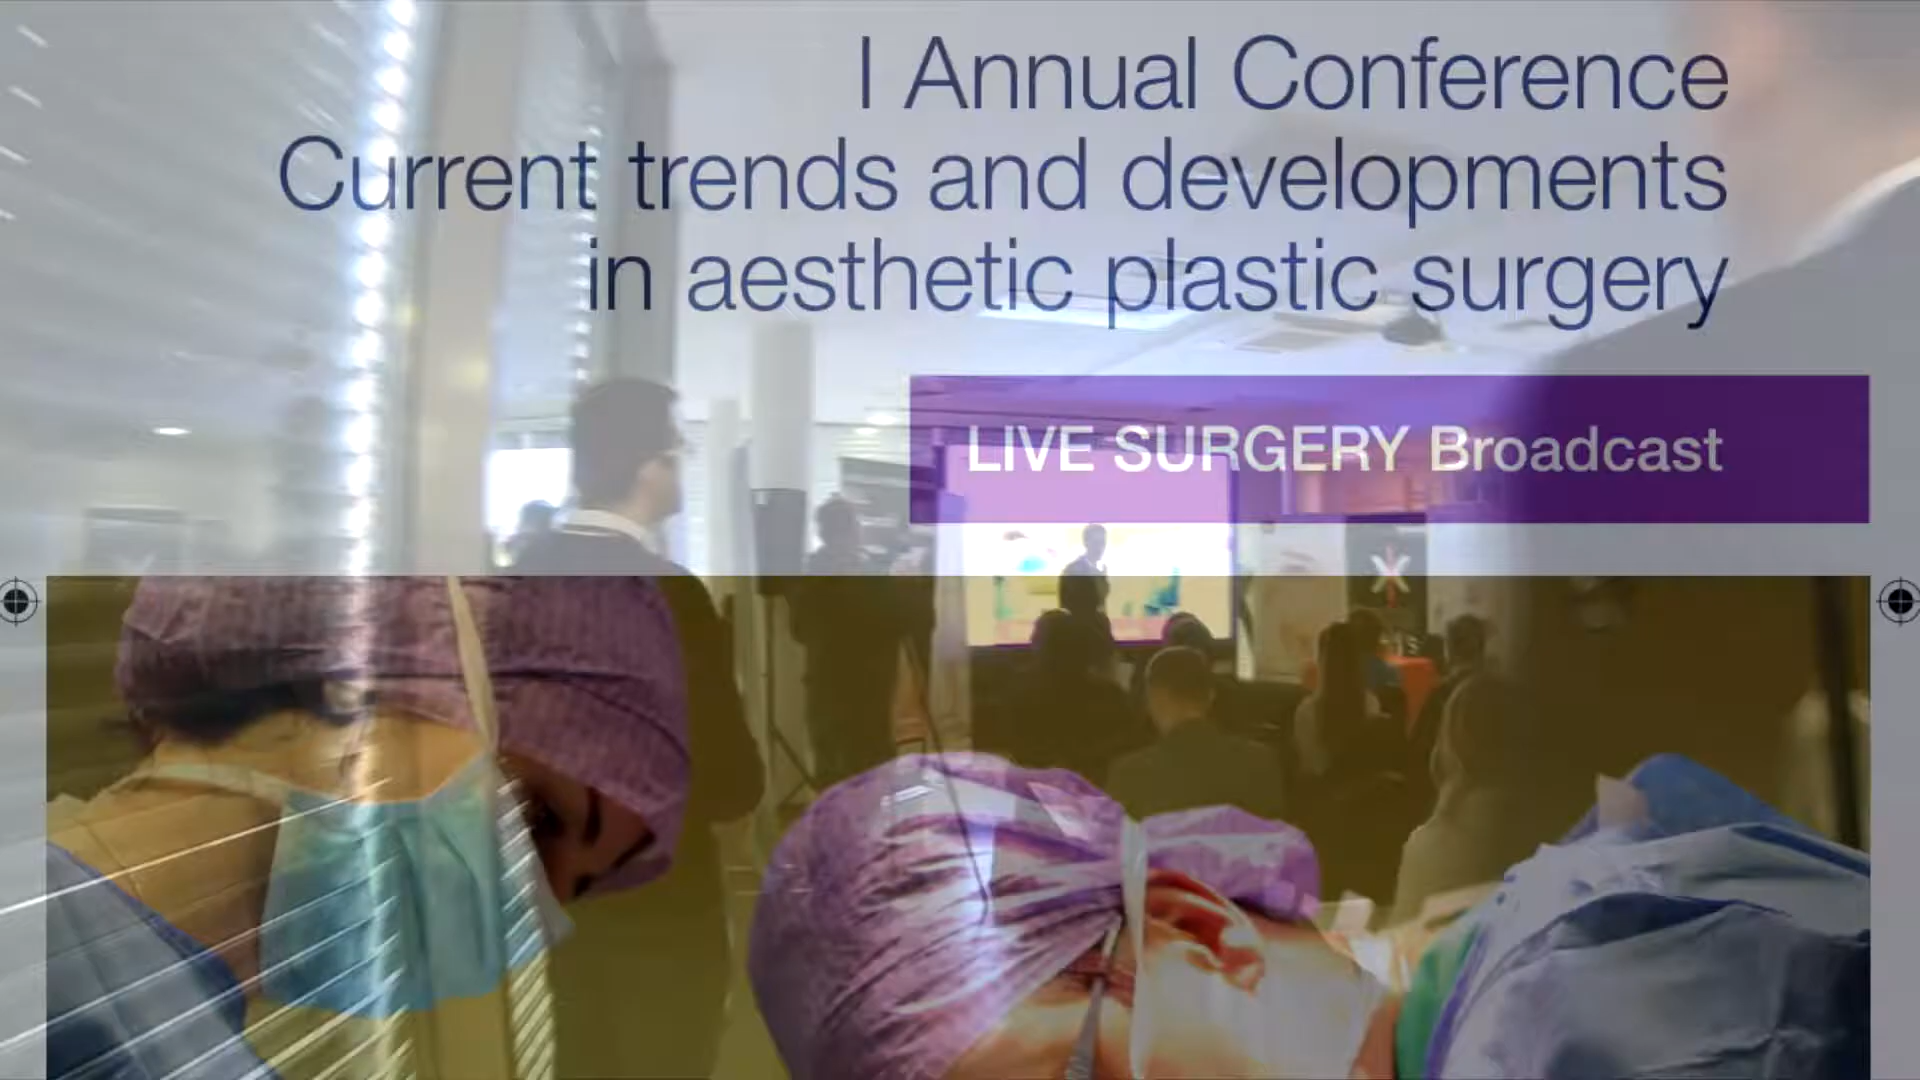 I Annual Conference
Current trends and developments
in aesthetic plastic surgery
LIVE SURGERY Broadcast